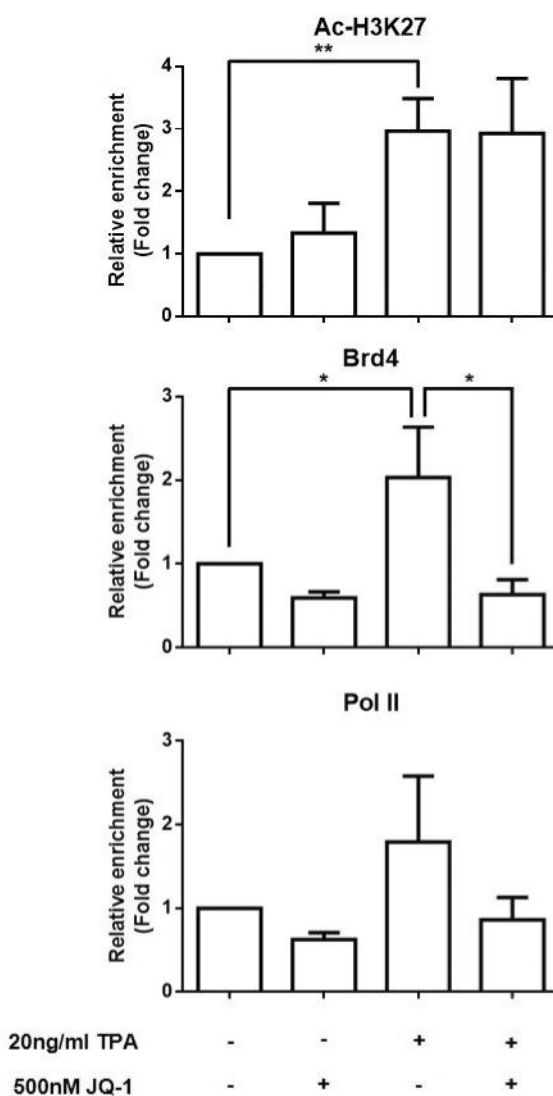 Ac-H3K27
**
Relative enrichment
(Fold change)
4
3
2
1
0
Brd4
*
*
Relative enrichment
(Fold change)
3
2
1
0
Pol II
Relative enrichment
(Fold change)
3
2
1
0
20ng/ml TPA - - + +
500nM JQ-1 - + - +